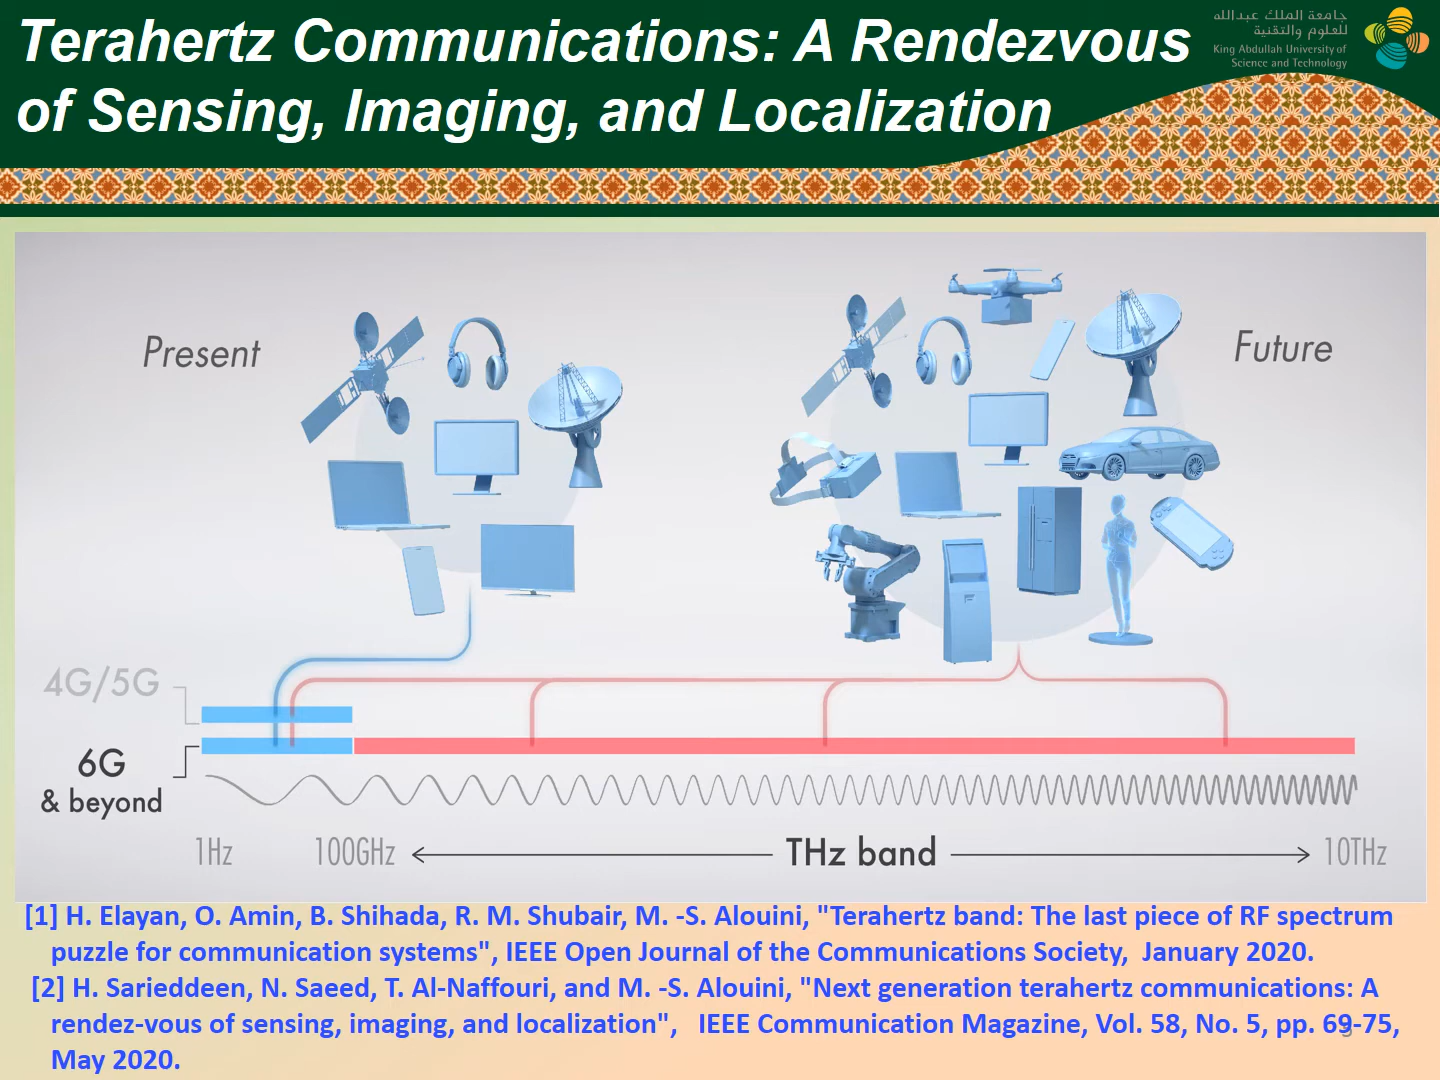 Terahertz Communications: A Rendezvous
of Sensing, Imaging, and Localization
جامعة الملك عبدالله
للعلوم والتقنية
King Abdullah University of
Science and Technology
Present
Future
4G/5G
6G
& beyond
1Hz
100GHz
THz band
10THz
[1] H. Elayan, O. Amin, B. Shihada, R. M. Shubair, M. -S. Alouini, "Terahertz band: The last piece of RF spectrum
puzzle for communication systems", IEEE Open Journal of the Communications Society, January 2020.
[2] H. Sarieddeen, N. Saeed, T. Al-Naffouri, and M. -S. Alouini, "Next generation terahertz communications: A
rendez-vous of sensing, imaging, and localization", IEEE Communication Magazine, Vol. 58, No. 5, pp. 69-75,
May 2020.